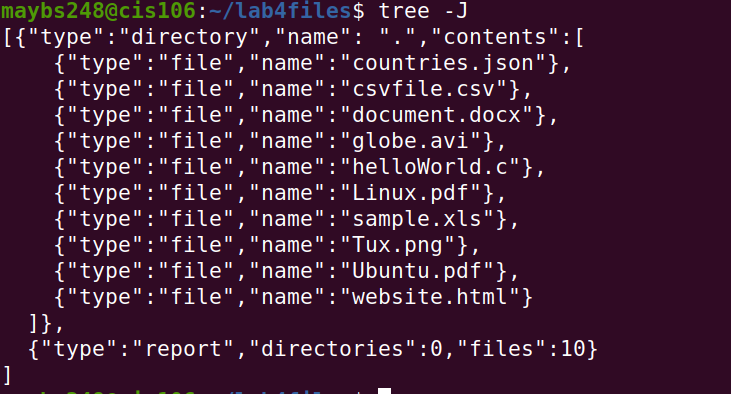 maybs248@cis106:~/lab4files$ tree -J
[{"type":"directory","name": ".","contents":[
    {"type":"file","name":"countries.json"},
    {"type":"file","name":"csvfile.csv"},
    {"type":"file","name":"document.docx"},
    {"type":"file","name":"globe.avi"},
    {"type":"file","name":"helloWorld.c"},
    {"type":"file","name":"Linux.pdf"},
    {"type":"file","name":"sample.xls"},
    {"type":"file","name":"Tux.png"},
    {"type":"file","name":"Ubuntu.pdf"},
    {"type":"file","name":"website.html"}
  ]},
  {"type":"report","directories":0,"files":10}
]
maybs248@cis106:~/lab4files$